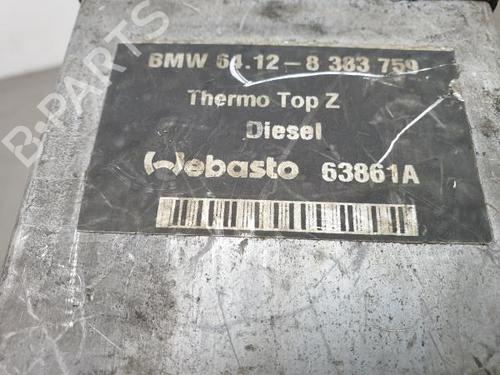 BMW 64.12-8 383 759
Thermo Top Z
Diesel
Webasto 63861A
B-PARTS